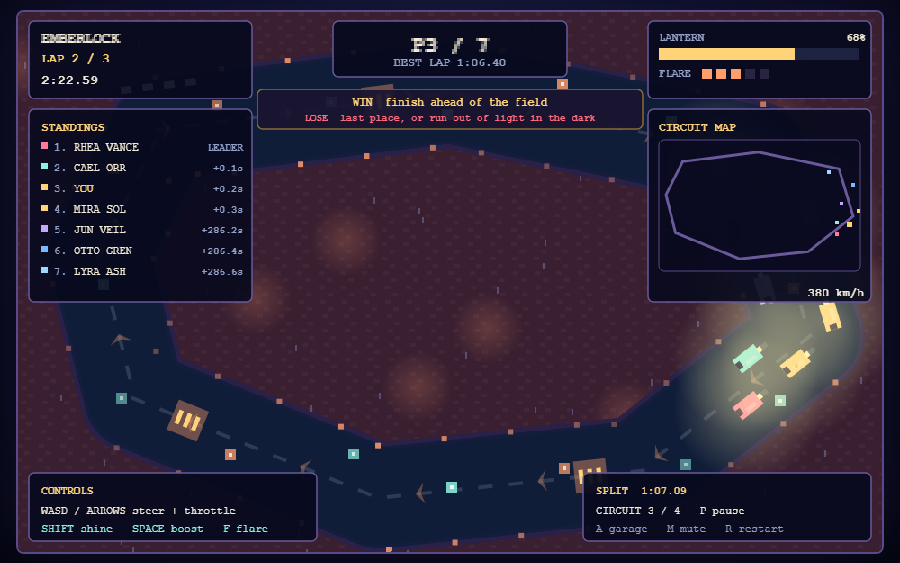 EMBERLOCK
LAP 2 / 3
2:22.59
P3 / 7
BEST LAP 1:06.40
LANTERN 68%
FLARE
WIN finish ahead of the field
LOSE last place, or run out of light in the dark
STANDINGS
1. RHEA VANCE LEADER
2. CAEL ORR +0.1s
3. YOU +0.2s
4. MIRA SOL +0.3s
5. JUN VEIL +286.2s
6. OTTO GREN +286.4s
7. LYRA ASH +286.6s
CIRCUIT MAP
380 km/h
CONTROLS
WASD / ARROWS steer + throttle
SHIFT shine SPACE boost F flare
SPLIT 1:07.09
CIRCUIT 3 / 4 P pause
A garage M mute R restart